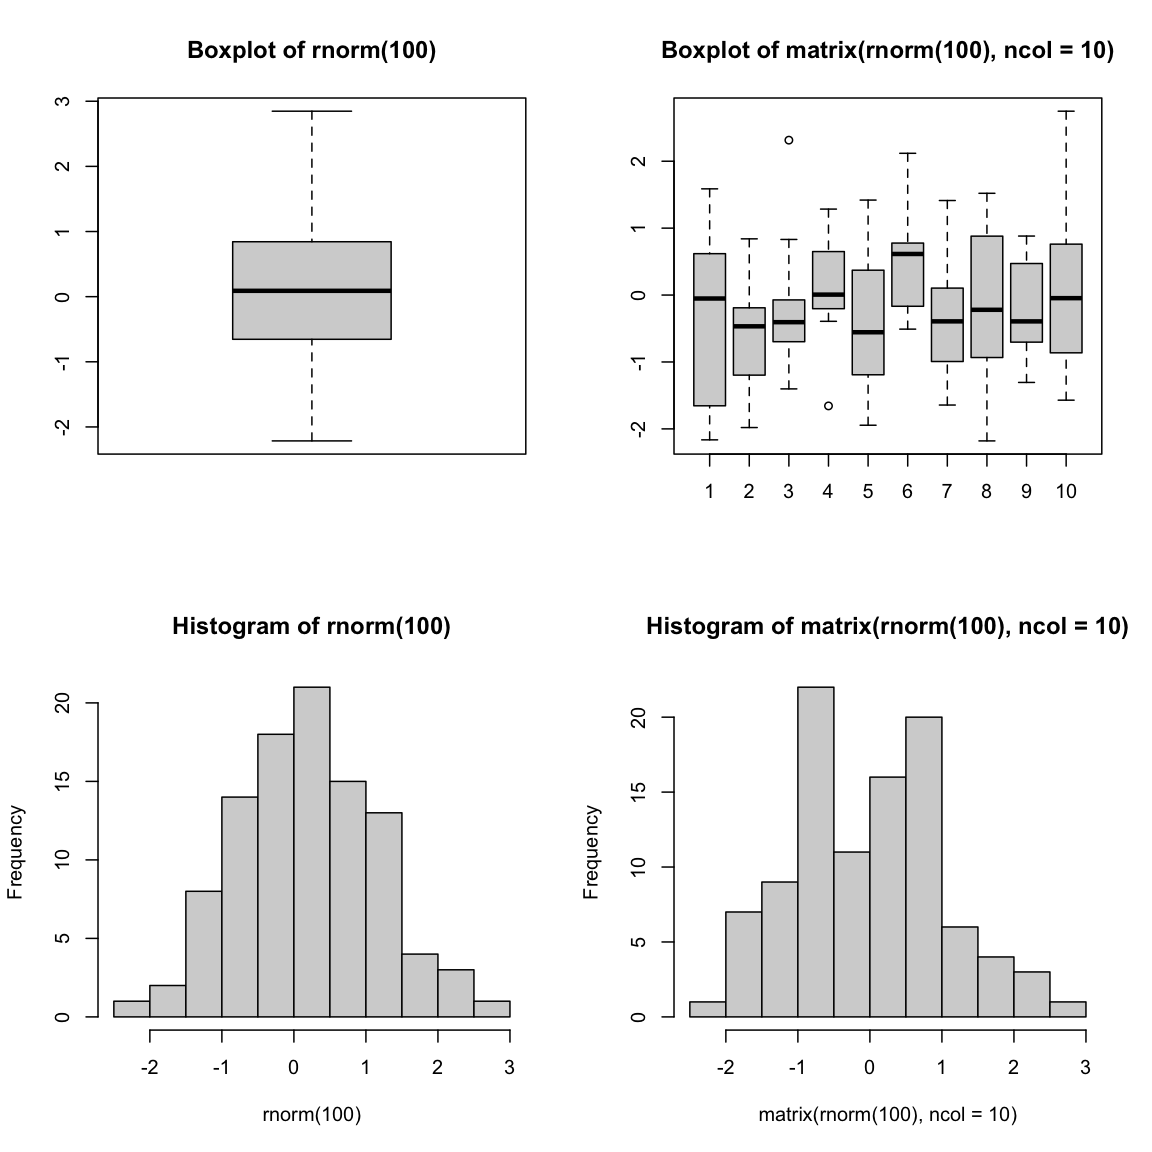 Boxplot of rnorm(100)
3
2
1
0
-1
-2
Boxplot of matrix(rnorm(100), ncol = 10)
2
1
0
-1
-2
1 2 3 4 5 6 7 8 9 10
Histogram of rnorm(100)
Frequency
20
15
10
5
0
-2 -1 0 1 2 3
rnorm(100)
Histogram of matrix(rnorm(100), ncol = 10)
Frequency
20
15
10
5
0
-2 -1 0 1 2 3
matrix(rnorm(100), ncol = 10)